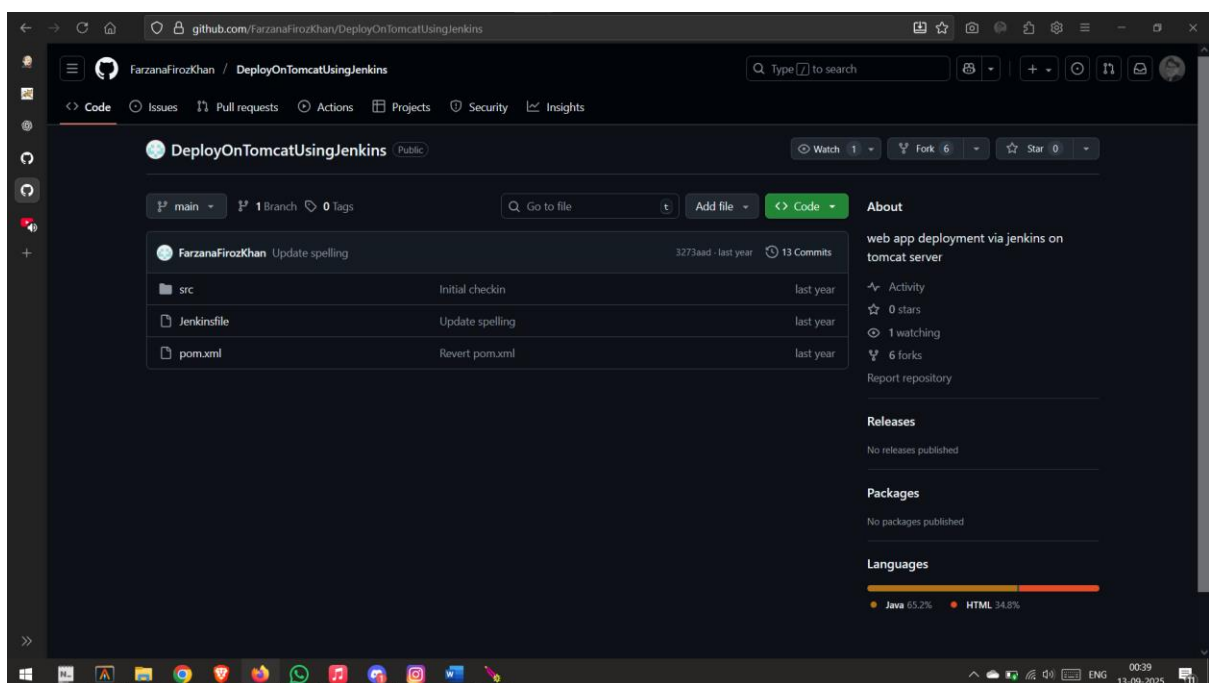 github.com/FarzanaFirozKhan/DeployOnTomcatUsingJenkins
FarzanaFirozKhan / DeployOnTomcatUsingJenkins
Type / to search
<> Code Issues Pull requests Actions Projects Security Insights
DeployOnTomcatUsingJenkins Public
Watch 1 Fork 6 Star 0
main 1 Branch 0 Tags
Go to file t Add file <> Code
FarzanaFirozKhan Update spelling 3273aad · last year 13 Commits
src Initial checkin last year
Jenkinsfile Update spelling last year
pom.xml Revert pom.xml last year
About
web app deployment via jenkins on
tomcat server
Activity
0 stars
1 watching
6 forks
Report repository
Releases
No releases published
Packages
No packages published
Languages
Java 65.2% HTML 34.8%
ENG
00:39
13-09-2025